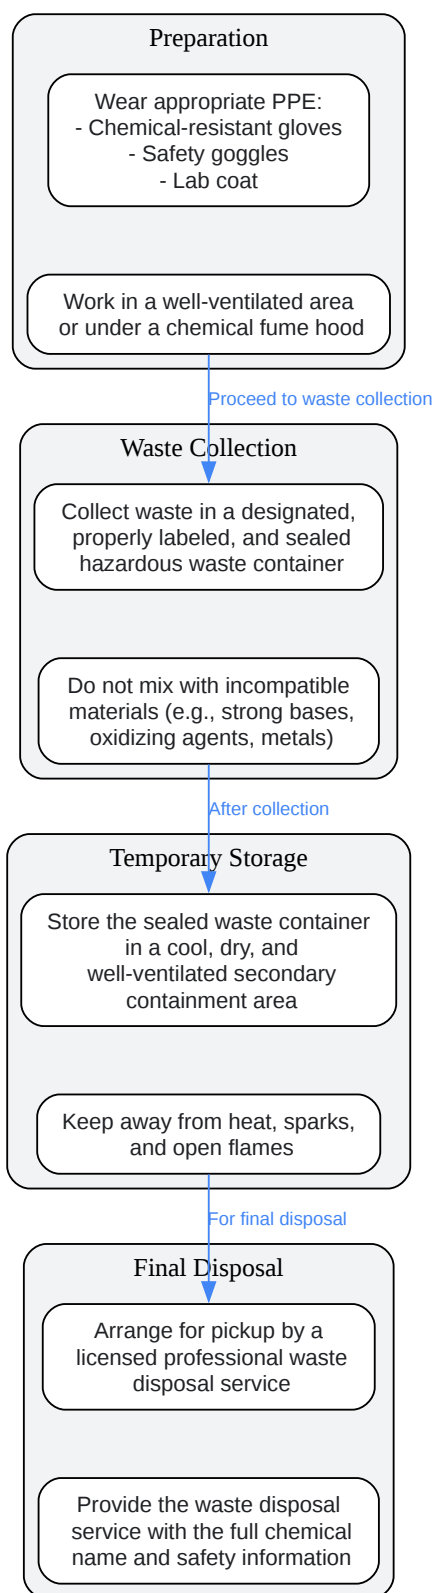 Preparation
Wear appropriate PPE:
- Chemical-resistant gloves
- Safety goggles
- Lab coat
Work in a well-ventilated area
or under a chemical fume hood
Proceed to waste collection
Waste Collection
Collect waste in a designated,
properly labeled, and sealed
hazardous waste container
Do not mix with incompatible
materials (e.g., strong bases,
oxidizing agents, metals)
After collection
Temporary Storage
Store the sealed waste container
in a cool, dry, and
well-ventilated secondary
containment area
Keep away from heat, sparks,
and open flames
For final disposal
Final Disposal
Arrange for pickup by a
licensed professional waste
disposal service
Provide the waste disposal
service with the full chemical
name and safety information